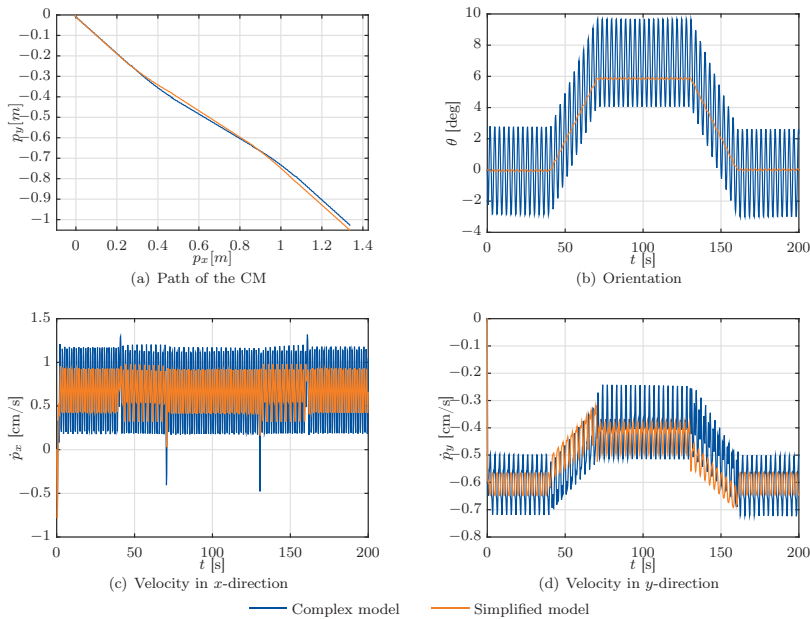 0
−0.1
−0.2
−0.3
−0.4
−0.5
−0.6
−0.7
−0.8
−0.9
−1
p_y[m]
0 0.2 0.4 0.6 0.8 1 1.2 1.4
p_x[m]
(a) Path of the CM
10
8
6
4
2
0
−2
−4
θ [deg]
0 50 100 150 200
t [s]
(b) Orientation
1.5
1
0.5
0
−0.5
−1
ṗ_x [cm/s]
0 50 100 150 200
t [s]
(c) Velocity in x-direction
0
−0.1
−0.2
−0.3
−0.4
−0.5
−0.6
−0.7
−0.8
ṗ_y [cm/s]
0 50 100 150 200
t [s]
(d) Velocity in y-direction
Complex model Simplified model